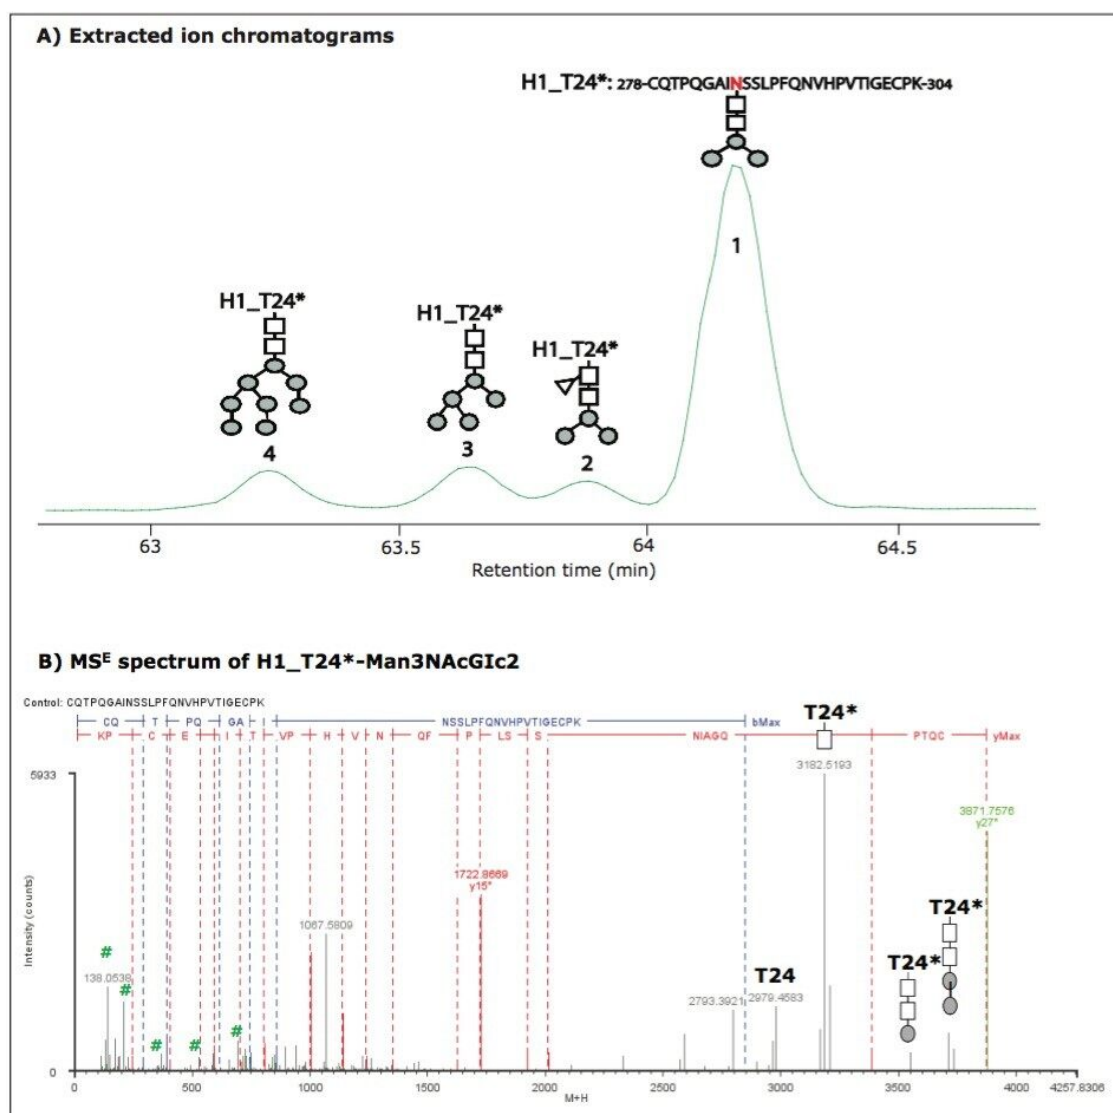 A) Extracted ion chromatograms
H1_T24*: 278-CQTPQGAINSSLPFQNVHPVTIGECPK-304
1
H1_T24*
4
H1_T24*
3
H1_T24*
2
63
63.5
64
64.5
Retention time (min)
B) MSE spectrum of H1_T24*-Man3NAcGIc2
Control: CQTPQGAINSSLPFQNVHPVTIGECPK
CQ T PQ GA NSSLPFQNVHPVTIGECPK bMax
KP C E I T VP H V N QF P LS S NIAGQ PTQC yMax
T24*
3182.5193
5933
3871.7576
y27*
1722.8669
y15*
1067.5809
T24*
T24*
#
138.0538
#
#
#
#
T24
2793.3921
2979.4583
Intensity (counts)
0
0 500 1000 1500 2000 2500 3000 3500 4000 4257.8306
M+H